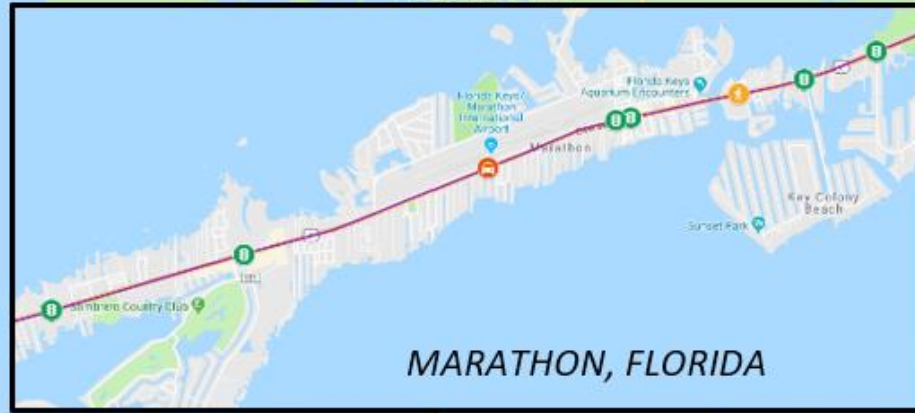 Florida Keys/
Marathon
International
Airport
Florida Keys
Aquarium Encounters
Marathon
Key Colony
Beach
Sunset Park
Sombrero Country Club
MARATHON, FLORIDA